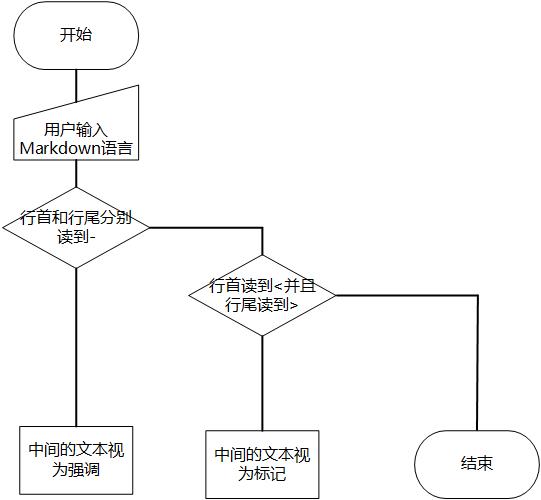 开始
用户输入
Markdown语言
行首和行尾分别
读到-
行首读到<并且
行尾读到>
中间的文本视
为强调
中间的文本视
为标记
结束